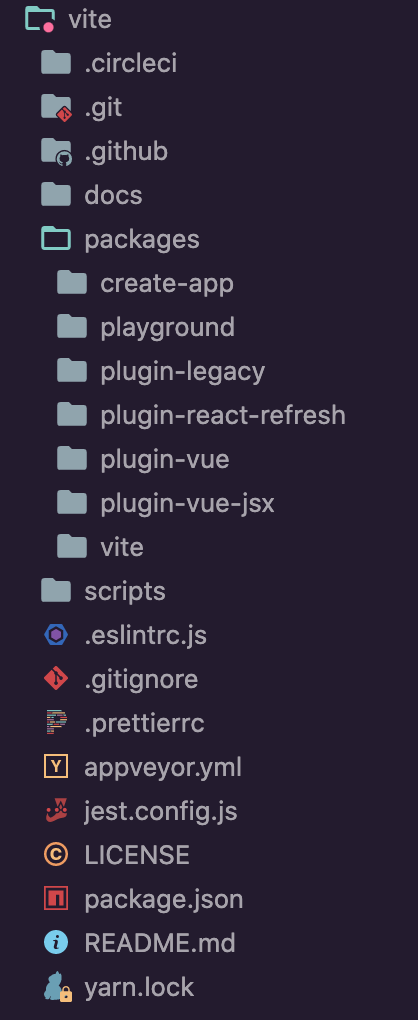 vite
.circleci
.git
.github
docs
packages
create-app
playground
plugin-legacy
plugin-react-refresh
plugin-vue
plugin-vue-jsx
vite
scripts
.eslintrc.js
.gitignore
.prettierrc
appveyor.yml
jest.config.js
LICENSE
package.json
README.md
yarn.lock